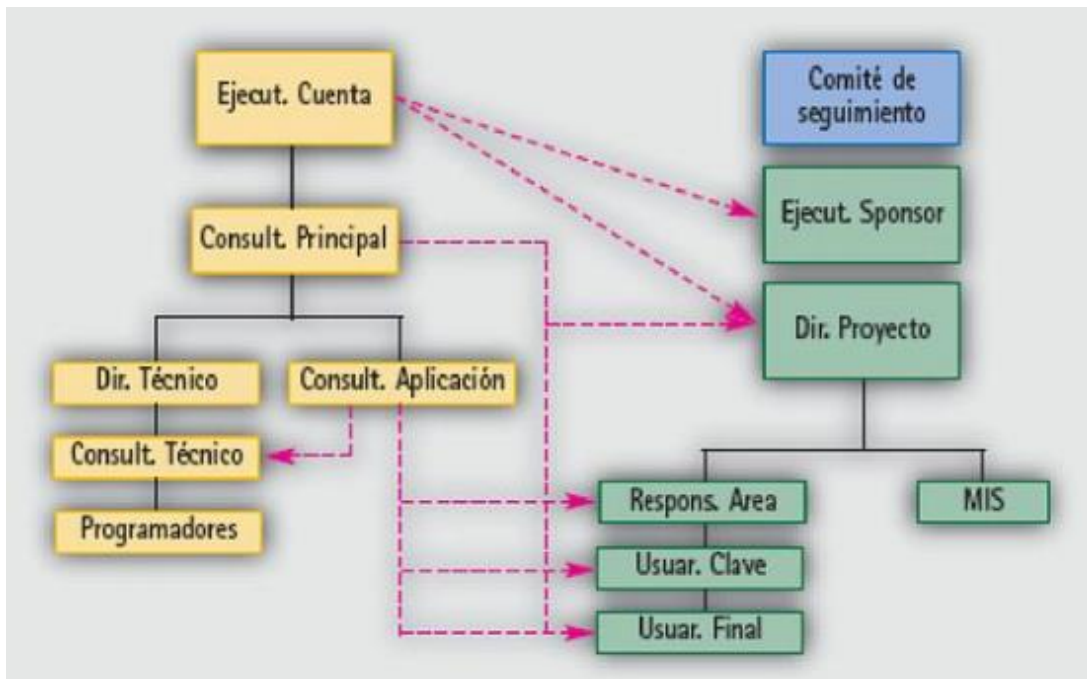 Ejecut. Cuenta
Comité de
seguimiento
Ejecut. Sponsor
Consult. Principal
Dir. Proyecto
Dir. Técnico
Consult. Aplicación
Consult. Técnico
Respons. Area
MIS
Programadores
Usuar. Clave
Usuar. Final